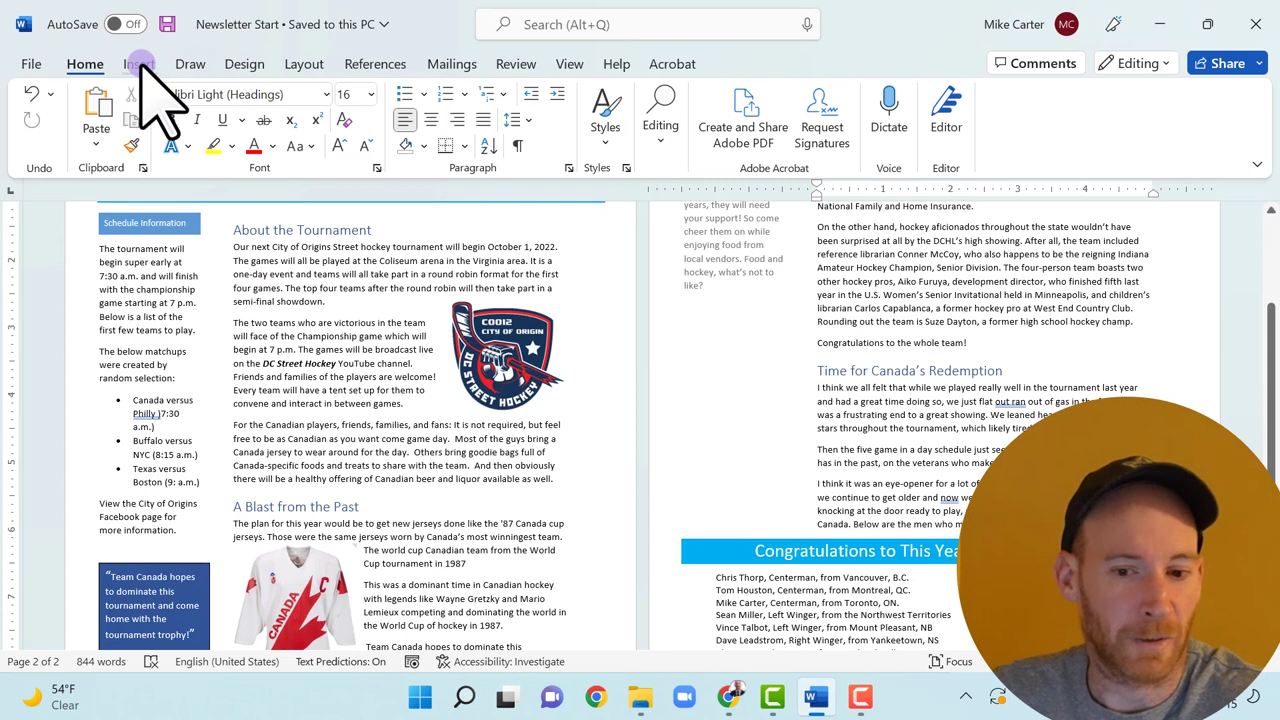 AutoSave Off Newsletter Start • Saved to this PC Search (Alt+Q) Mike Carter MC
File Home Insert Draw Design Layout References Mailings Review View Help Acrobat Comments Editing Share
Paste
Calibri Light (Headings) 16
Styles
Editing
Create and Share Adobe PDF
Request Signatures
Dictate
Editor
Undo Clipboard Font Paragraph Styles Adobe Acrobat Voice Editor
Schedule Information
The tournament will
begin super early at
7:30 a.m. and will finish
with the championship
game starting at 7 p.m.
Below is a list of the
first few teams to play.
The below matchups
were created by
random selection:
• Canada versus
Philly )7:30
a.m.)
• Buffalo versus
NYC (8:15 a.m.)
• Texas versus
Boston (9: a.m.)
View the City of Origins
Facebook page for
more information.
“Team Canada hopes
to dominate this
tournament and come
home with the
tournament trophy!”
About the Tournament
Our next City of Origins Street hockey tournament will begin October 1, 2022.
The games will all be played at the Coliseum arena in the Virginia area. It is a
one-day event and teams will all take part in a round robin format for the first
four games. The top four teams after the round robin will then take part in a
semi-final showdown.
The two teams who are victorious in the team
will face of the Championship game which will
begin at 7 p.m. The games will be broadcast live
on the DC Street Hockey YouTube channel.
Friends and families of the players are welcome!
Every team will have a tent set up for them to
convene and interact in between games.
COO12
CITY OF ORIGIN
DC STREET HOCKEY
For the Canadian players, friends, families, and fans: It is not required, but feel
free to be as Canadian as you want come game day. Most of the guys bring a
Canada jersey to wear around for the day. Others bring goodie bags full of
Canada-specific foods and treats to share with the team. And then obviously
there will be a healthy offering of Canadian beer and liquor available as well.
A Blast from the Past
The plan for this year would be to get new jerseys done like the '87 Canada cup
jerseys. Those were the same jerseys worn by Canada's most winningest team.
The world cup Canadian team from the World
Cup tournament in 1987
This was a dominant time in Canadian hockey
with legends like Wayne Gretzky and Mario
Lemieux competing and dominating the world in
the World Cup of hockey in 1987.
Team Canada hopes to dominate this
C
CANADA
years, they will need
your support! So come
cheer them on while
enjoying food from
local vendors. Food and
hockey, what's not to
like?
National Family and Home Insurance.
On the other hand, hockey aficionados throughout the state wouldn't have
been surprised at all by the DCHL's high showing. After all, the team included
reference librarian Conner McCoy, who also happens to be the reigning Indiana
Amateur Hockey Champion, Senior Division. The four-person team boasts two
other hockey pros, Aiko Furuya, development director, who finished fifth last
year in the U.S. Women's Senior Invitational held in Minneapolis, and children's
librarian Carlos Capablanca, a former hockey pro at West End Country Club.
Rounding out the team is Suze Dayton, a former high school hockey champ.
Congratulations to the whole team!
Time for Canada's Redemption
I think we all felt that while we played really well in the tournament last year
and had a great time doing so, we just flat out ran out of gas in the
was a frustrating end to a great showing. We leaned
stars throughout the tournament, which likely tired
Then the five game in a day schedule just
has in the past, on the veterans who make
I think it was an eye-opener for a lot of
we continue to get older and now we
knocking at the door ready to play,
Canada. Below are the men who
Congratulations to This
Chris Thorp, Centerman, from Vancouver, B.C.
Tom Houston, Centerman, from Montreal, QC.
Mike Carter, Centerman, from Toronto, ON.
Sean Miller, Left Winger, from the Northwest Territories
Vince Talbot, Left Winger, from Mount Pleasant, NB
Dave Leadstrom, Right Winger, from Yankeetown, NS
Page 2 of 2 844 words English (United States) Text Predictions: On Accessibility: Investigate Focus
54°F
Clear